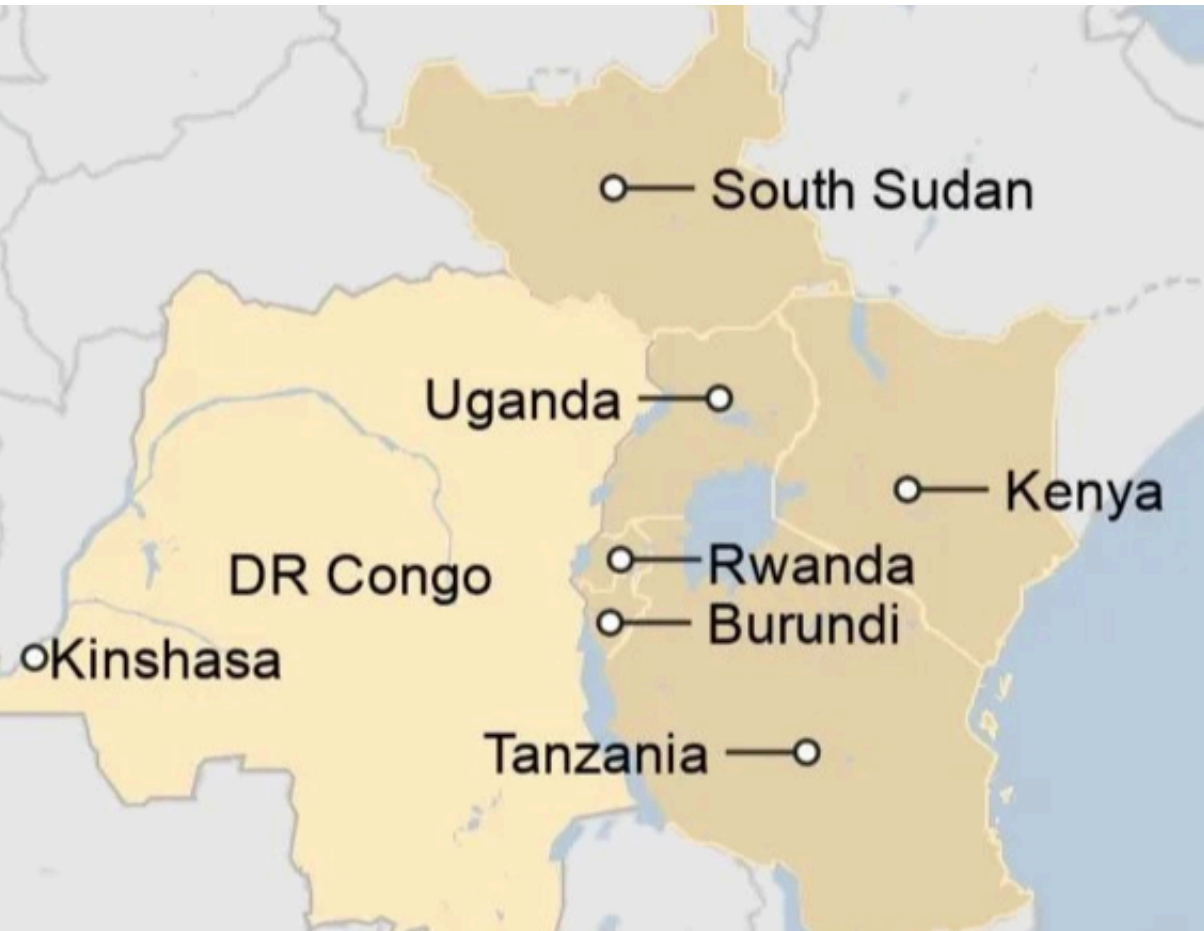 South Sudan
Uganda
Kenya
Rwanda
DR Congo
Burundi
Kinshasa
Tanzania